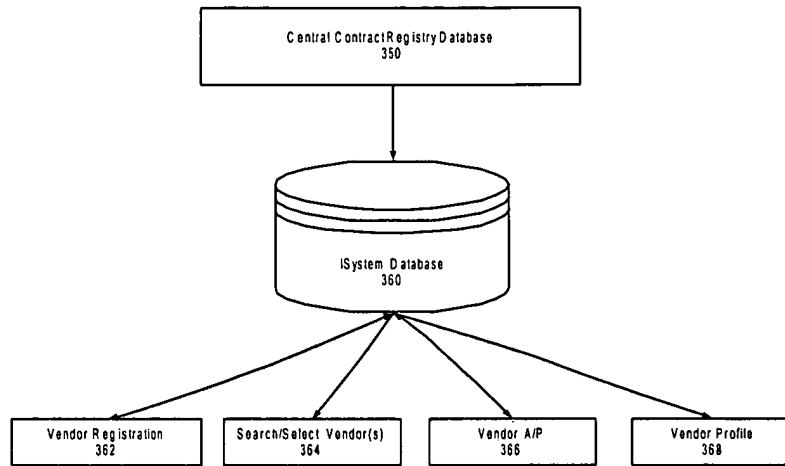 Central Contract Registry Database
350
ISystem Database
360
Vendor Registration
362
Search/Select Vendor(s)
364
Vendor A/P
366
Vendor Profile
368